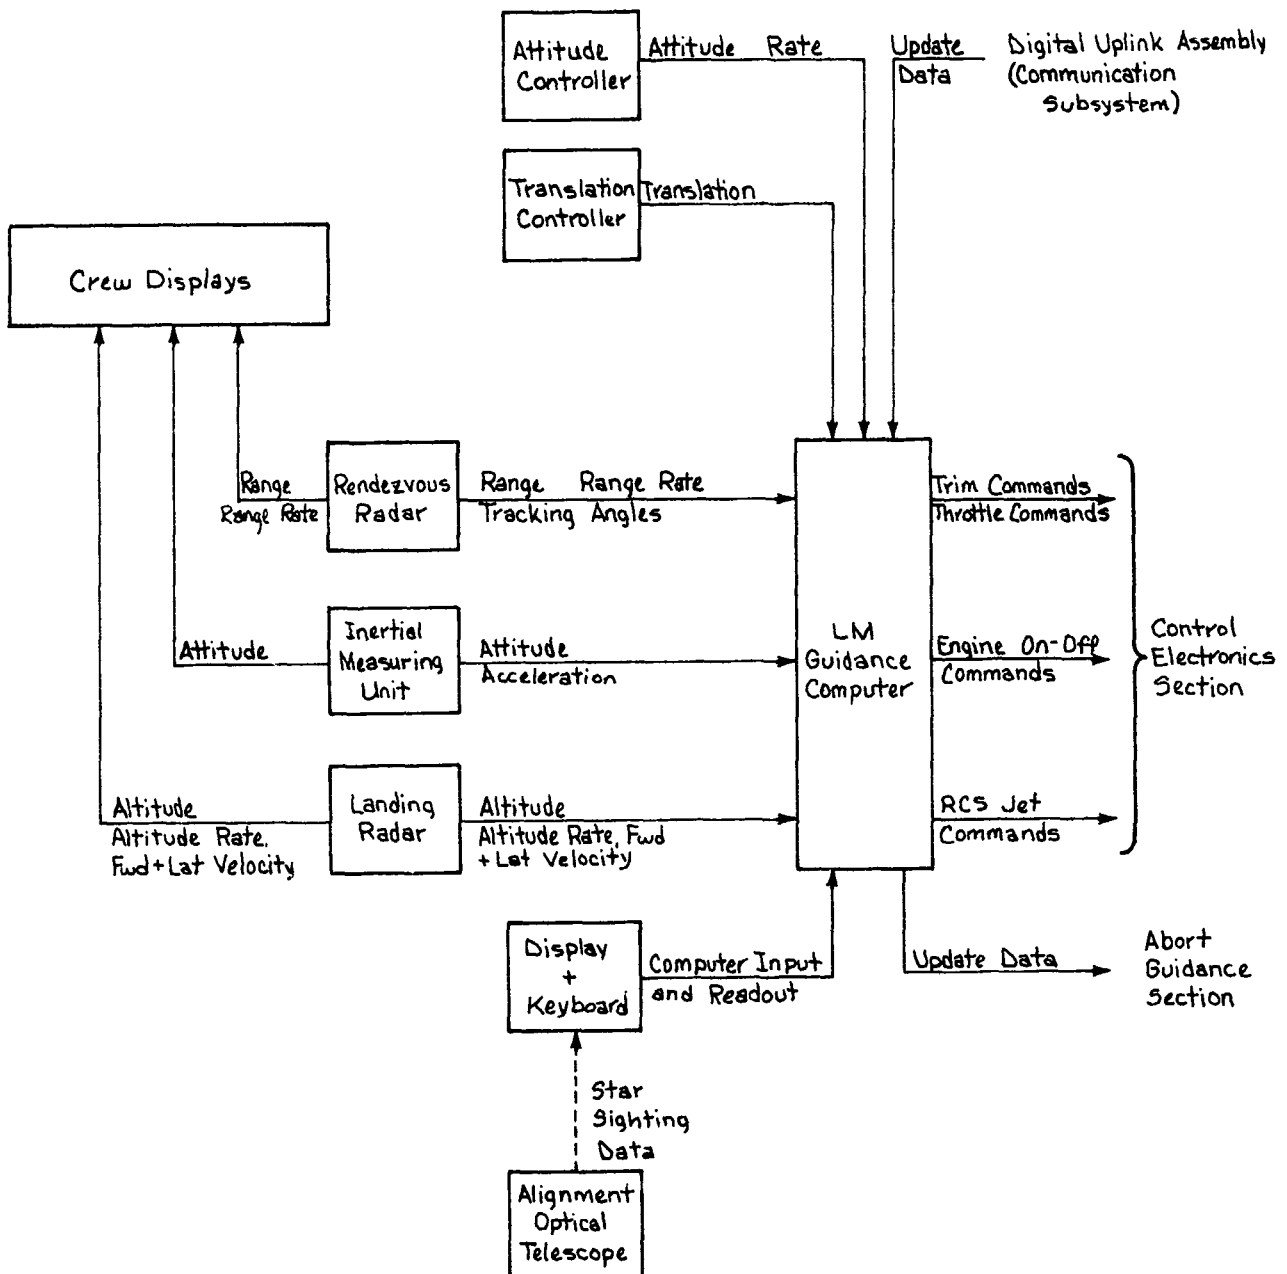 Attitude
Controller
Attitude Rate
Update
Data
Digital Uplink Assembly
(Communication
Subsystem)
Translation
Controller
Translation
Crew Displays
Range
Range Rate
Rendezvous
Radar
Range Range Rate
Tracking Angles
Trim Commands
Throttle Commands
Attitude
Inertial
Measuring
Unit
Attitude
Acceleration
LM
Guidance
Computer
Engine On-Off
Commands
Control
Electronics
Section
Altitude
Altitude Rate,
Fwd+Lat Velocity
Landing
Radar
Altitude
Altitude Rate, Fwd
+ Lat Velocity
RCS Jet
Commands
Display
+
Keyboard
Computer Input
and Readout
Update Data
Abort
Guidance
Section
Star
Sighting
Data
Alignment
Optical
Telescope